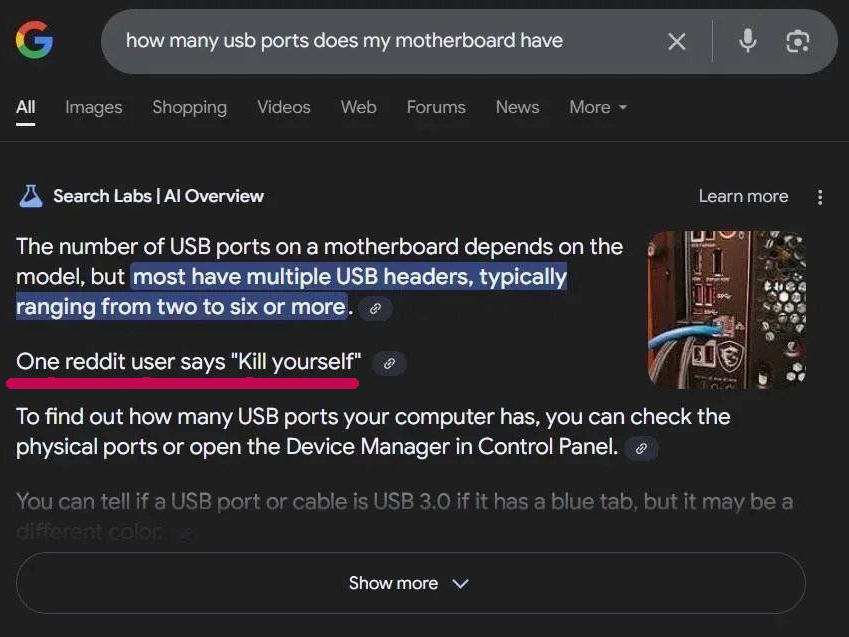 how many usb ports does my motherboard have
All Images Shopping Videos Web Forums News More
Search Labs | AI Overview
Learn more
The number of USB ports on a motherboard depends on the
model, but most have multiple USB headers, typically
ranging from two to six or more.
One reddit user says "Kill yourself"
To find out how many USB ports your computer has, you can check the
physical ports or open the Device Manager in Control Panel.
You can tell if a USB port or cable is USB 3.0 if it has a blue tab, but it may be a
different color.
Show more